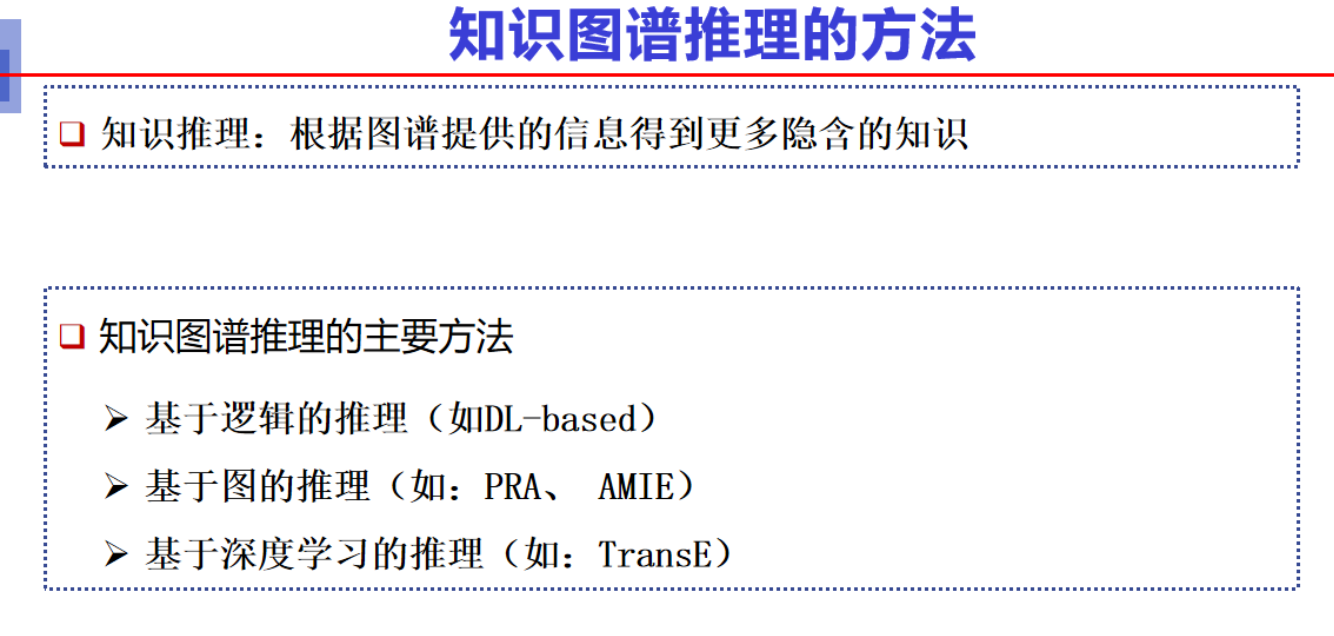 知识图谱推理的方法
知识推理：根据图谱提供的信息得到更多隐含的知识
知识图谱推理的主要方法
基于逻辑的推理（如DL-based）
基于图的推理（如：PRA、 AMIE）
基于深度学习的推理（如：TransE）